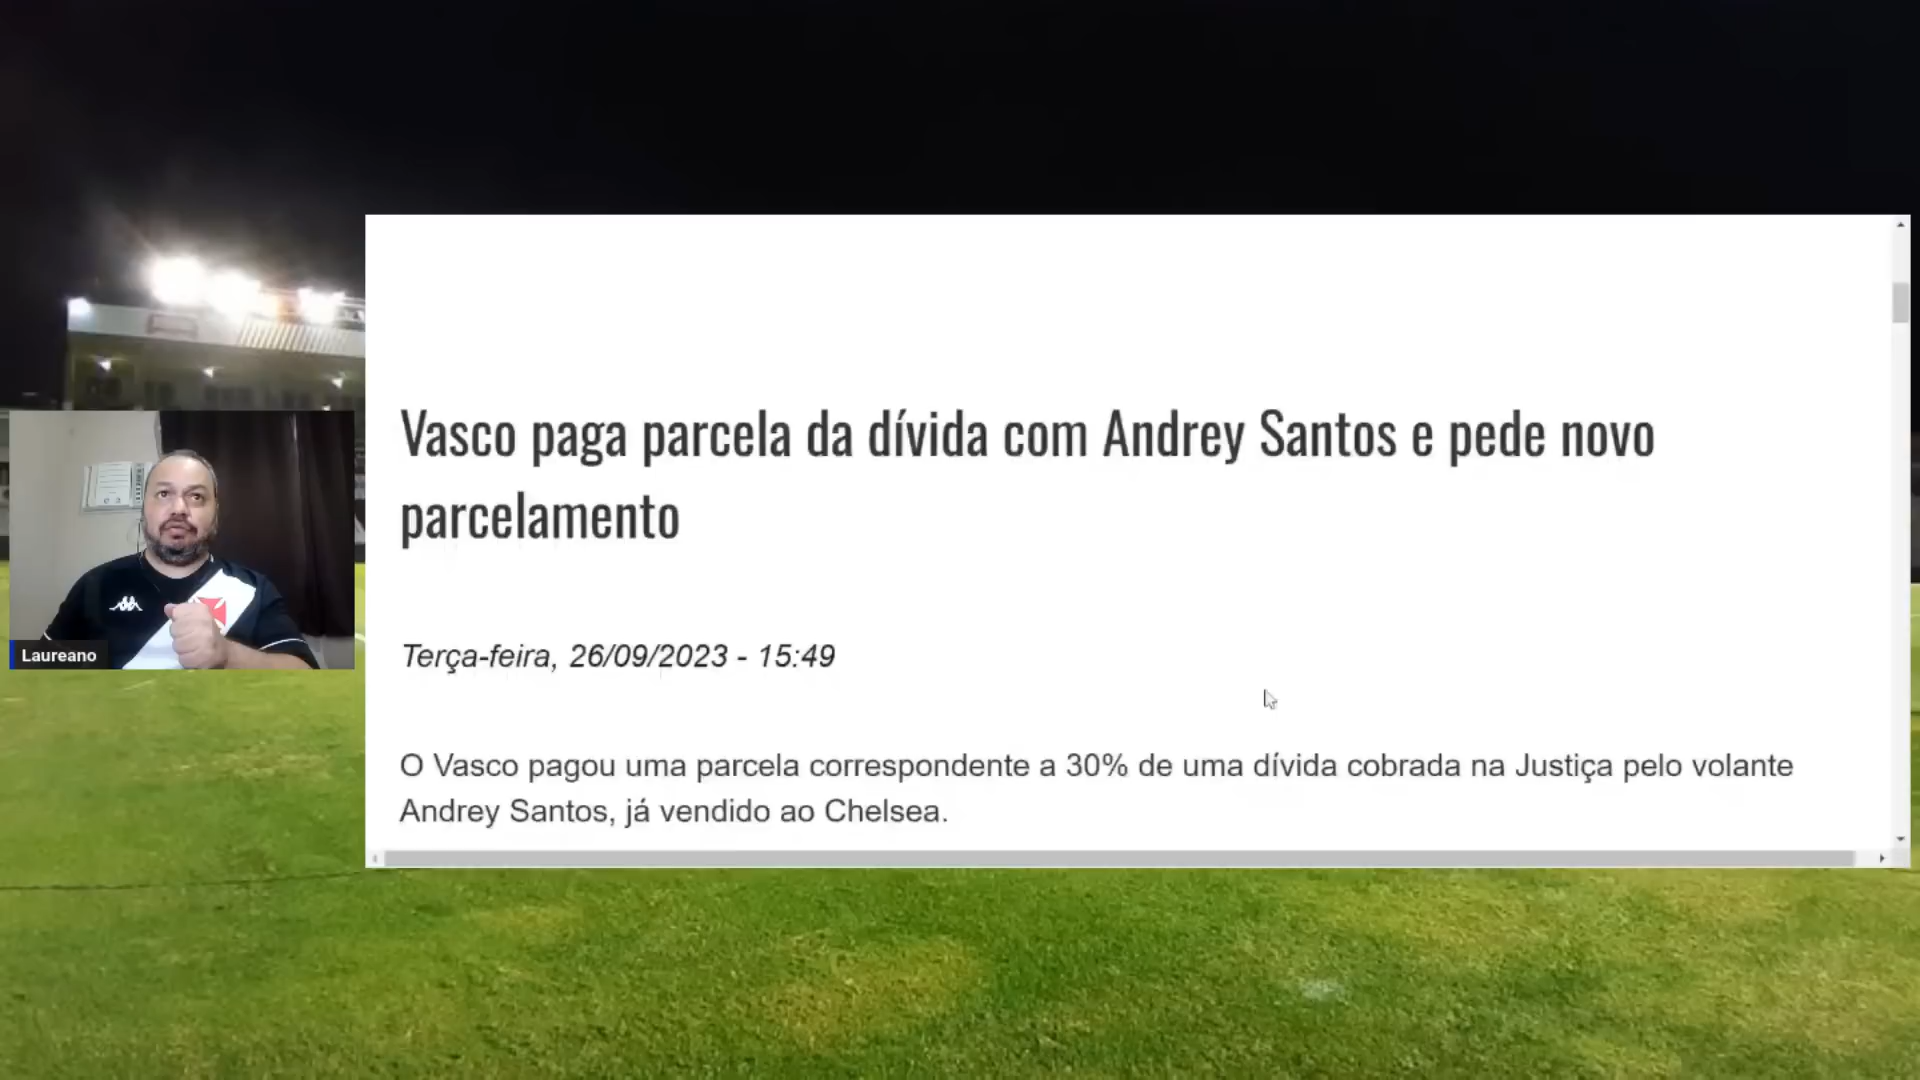 Vasco paga parcela da dívida com Andrey Santos e pede novo
parcelamento
Terça-feira, 26/09/2023 - 15:49
O Vasco pagou uma parcela correspondente a 30% de uma dívida cobrada na Justiça pelo volante
Andrey Santos, já vendido ao Chelsea.
Laureano